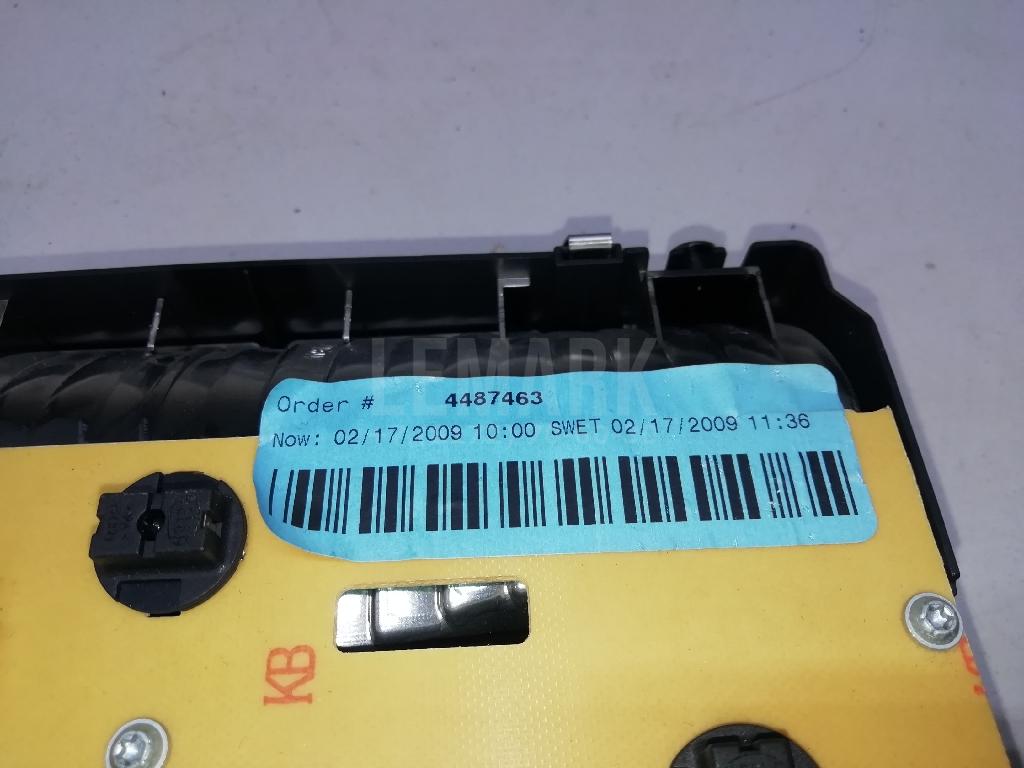 LEMARK
Order # 4487463
Now: 02/17/2009 10:00 SWET 02/17/2009 11:36
KB